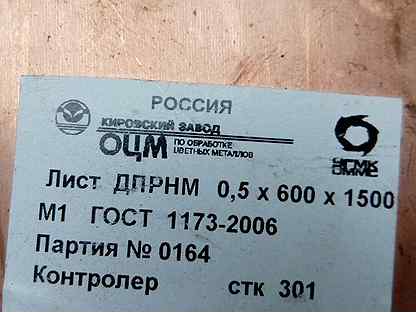 РОССИЯ
КИРОВСКИЙ ЗАВОД
ОЦМ ПО ОБРАБОТКЕ
ЦВЕТНЫХ МЕТАЛЛОВ
УГМК
UMMC
Лист ДПРНМ 0,5 х 600 х 1500
М1 ГОСТ 1173-2006
Партия № 0164
Контролер стк 301